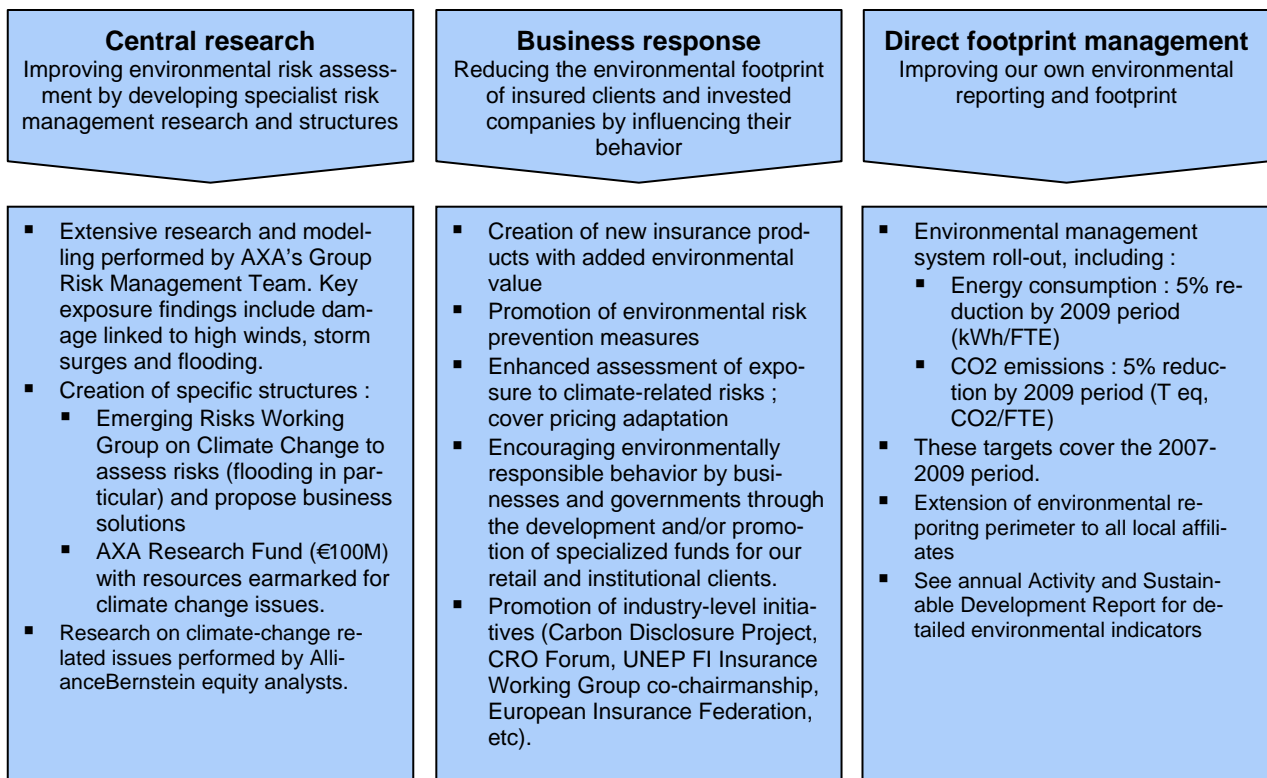 Central research
Improving environmental risk assess-
ment by developing specialist risk
management research and structures
▪ Extensive research and model-
ling performed by AXA's Group
Risk Management Team. Key
exposure findings include dam-
age linked to high winds, storm
surges and flooding.
▪ Creation of specific structures :
▪ Emerging Risks Working
Group on Climate Change to
assess risks (flooding in par-
ticular) and propose business
solutions
▪ AXA Research Fund (€100M)
with resources earmarked for
climate change issues.
▪ Research on climate-change re-
lated issues performed by Alli-
anceBernstein equity analysts.
Business response
Reducing the environmental footprint
of insured clients and invested
companies by influencing their
behavior
▪ Creation of new insurance prod-
ucts with added environmental
value
▪ Promotion of environmental risk
prevention measures
▪ Enhanced assessment of expo-
sure to climate-related risks ;
cover pricing adaptation
▪ Encouraging environmentally
responsible behavior by busi-
nesses and governments through
the development and/or promo-
tion of specialized funds for our
retail and institutional clients.
▪ Promotion of industry-level initia-
tives (Carbon Disclosure Project,
CRO Forum, UNEP FI Insurance
Working Group co-chairmanship,
European Insurance Federation,
etc).
Direct footprint management
Improving our own environmental
reporting and footprint
▪ Environmental management
system roll-out, including :
▪ Energy consumption : 5% re-
duction by 2009 period
(kWh/FTE)
▪ CO2 emissions : 5% reduc-
tion by 2009 period (T eq,
CO2/FTE)
▪ These targets cover the 2007-
2009 period.
▪ Extension of environmental re-
poritng perimeter to all local affili-
ates
▪ See annual Activity and Sustain-
able Development Report for de-
tailed environmental indicators